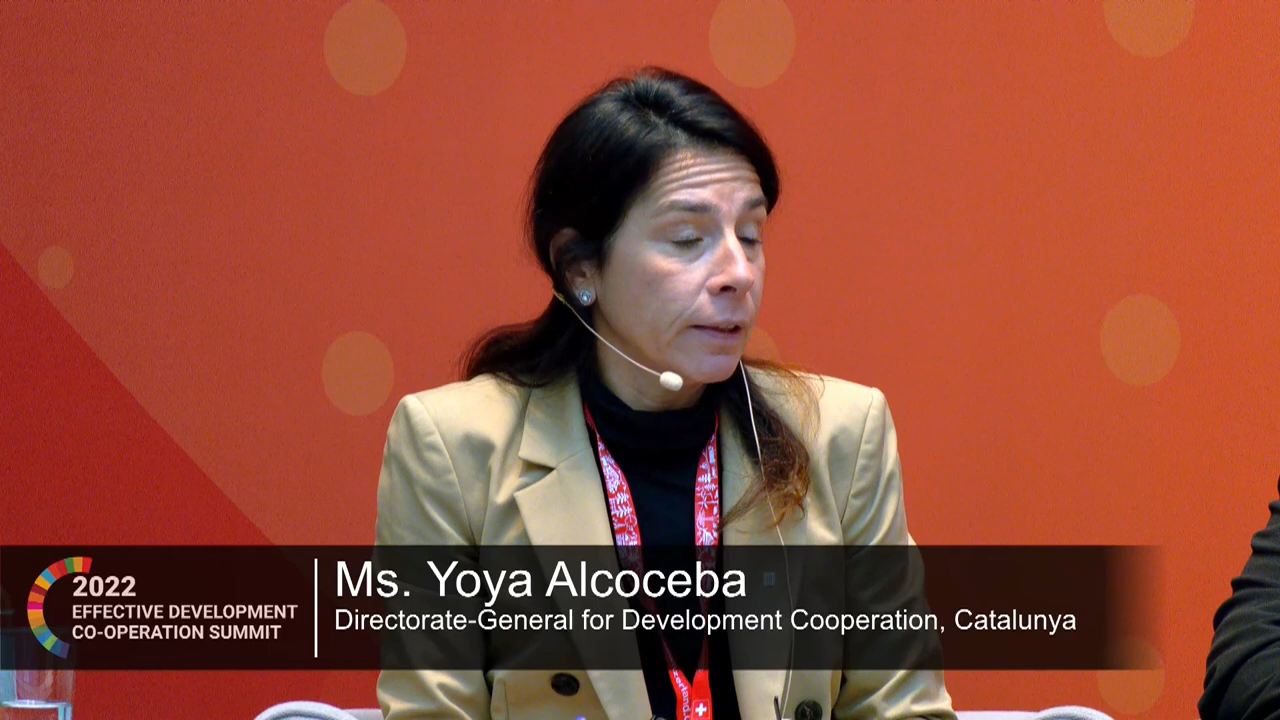 2022
EFFECTIVE DEVELOPMENT
CO-OPERATION SUMMIT
Ms. Yoya Alcoceba
Directorate-General for Development Cooperation, Catalunya